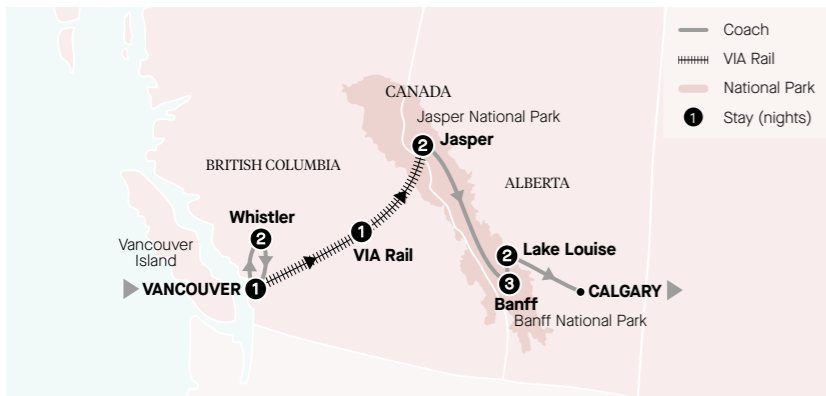 Coach
VIA Rail
National Park
1 Stay (nights)
CANADA
Jasper National Park
2 Jasper
BRITISH COLUMBIA
ALBERTA
Whistler
2
Vancouver
Island
1
VIA Rail
2 Lake Louise
VANCOUVER 1
3
Banff
CALGARY
Banff National Park